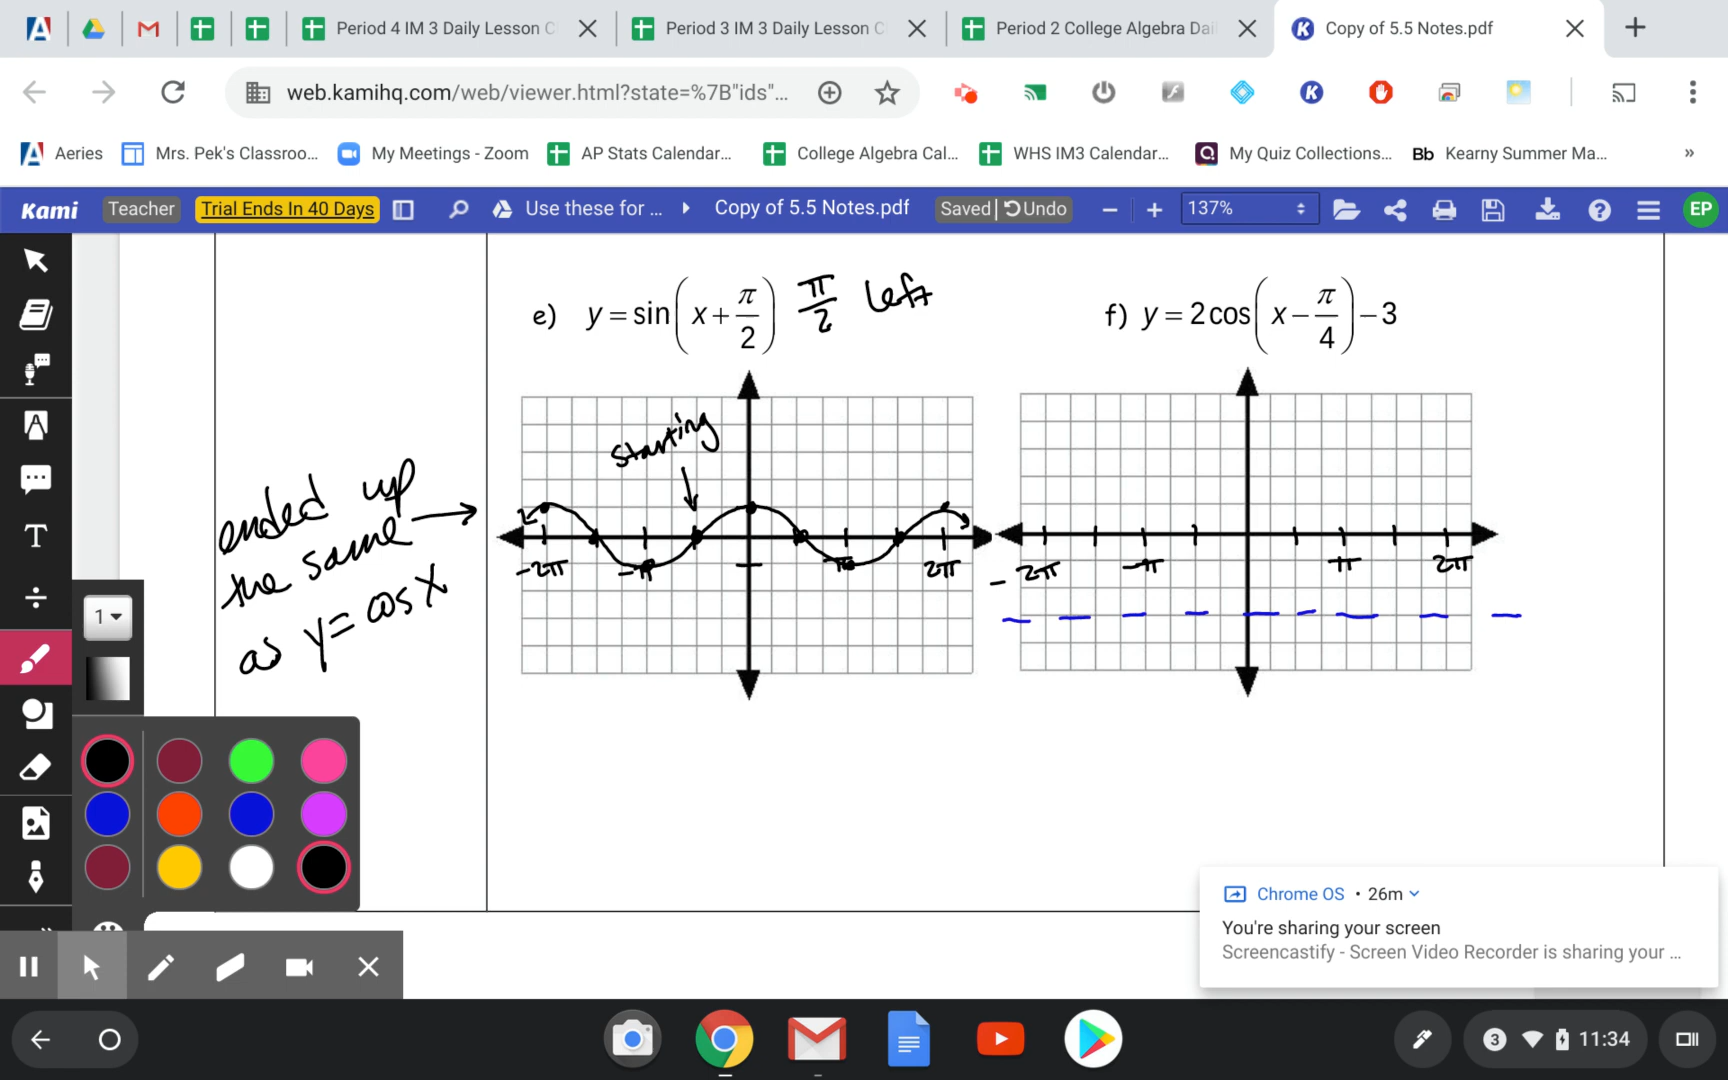 Period 4 IM 3 Daily Lesson C
Period 3 IM 3 Daily Lesson C
Period 2 College Algebra Dail
Copy of 5.5 Notes.pdf
web.kamihq.com/web/viewer.html?state=%7B"ids"...
Aeries
Mrs. Pek's Classroo...
My Meetings - Zoom
AP Stats Calendar...
College Algebra Cal...
WHS IM3 Calendar...
My Quiz Collections...
Bb Kearny Summer Ma...
»
Kami
Teacher
Trial Ends In 40 Days
Use these for ...
Copy of 5.5 Notes.pdf
Saved | Undo
137%
EP
e) y = sin(x + π/2) π/2 left
f) y = 2cos(x − π/4) − 3
starting
-2π -π π 2π
-2π -π π 2π
ended up
the same
as y = cos x
1
Chrome OS • 26m
You're sharing your screen
Screencastify - Screen Video Recorder is sharing your ...
3 11:34